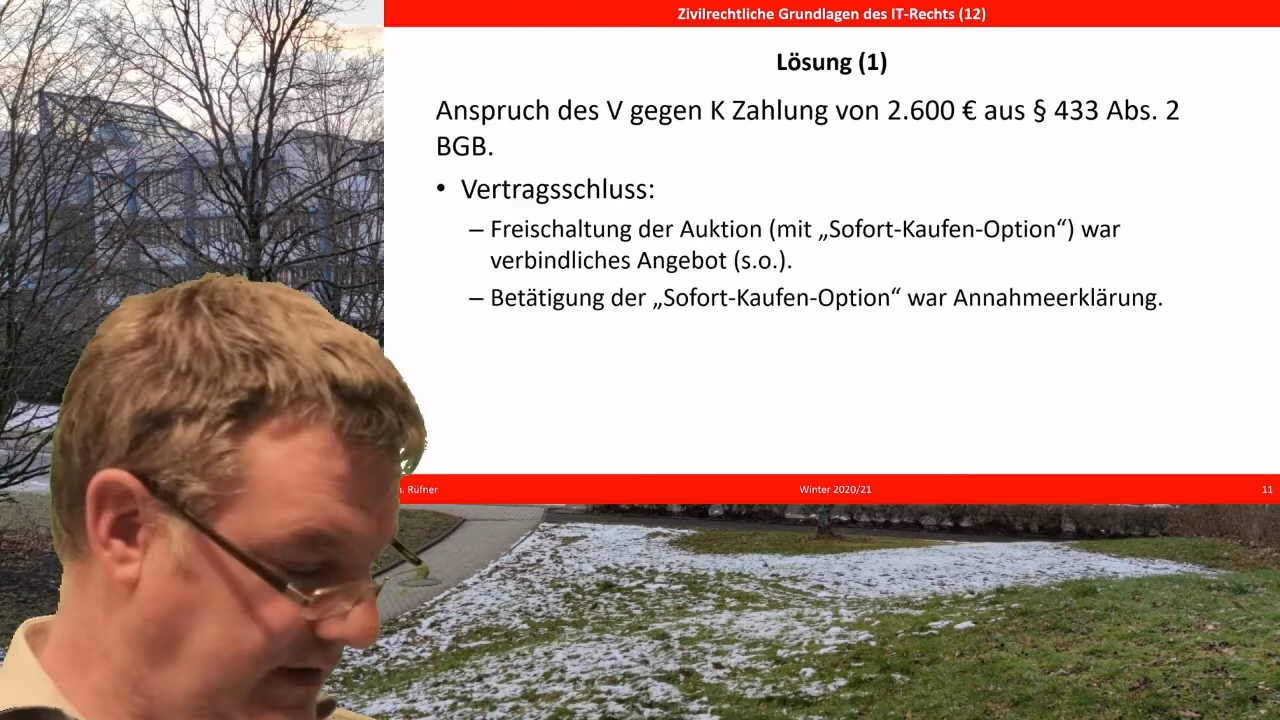 Zivilrechtliche Grundlagen des IT-Rechts (12)
Lösung (1)
Anspruch des V gegen K Zahlung von 2.600 € aus § 433 Abs. 2
BGB.
• Vertragsschluss:
– Freischaltung der Auktion (mit „Sofort-Kaufen-Option“) war
verbindliches Angebot (s.o.).
– Betätigung der „Sofort-Kaufen-Option“ war Annahmeerklärung.
Rüfner
Winter 2020/21
11